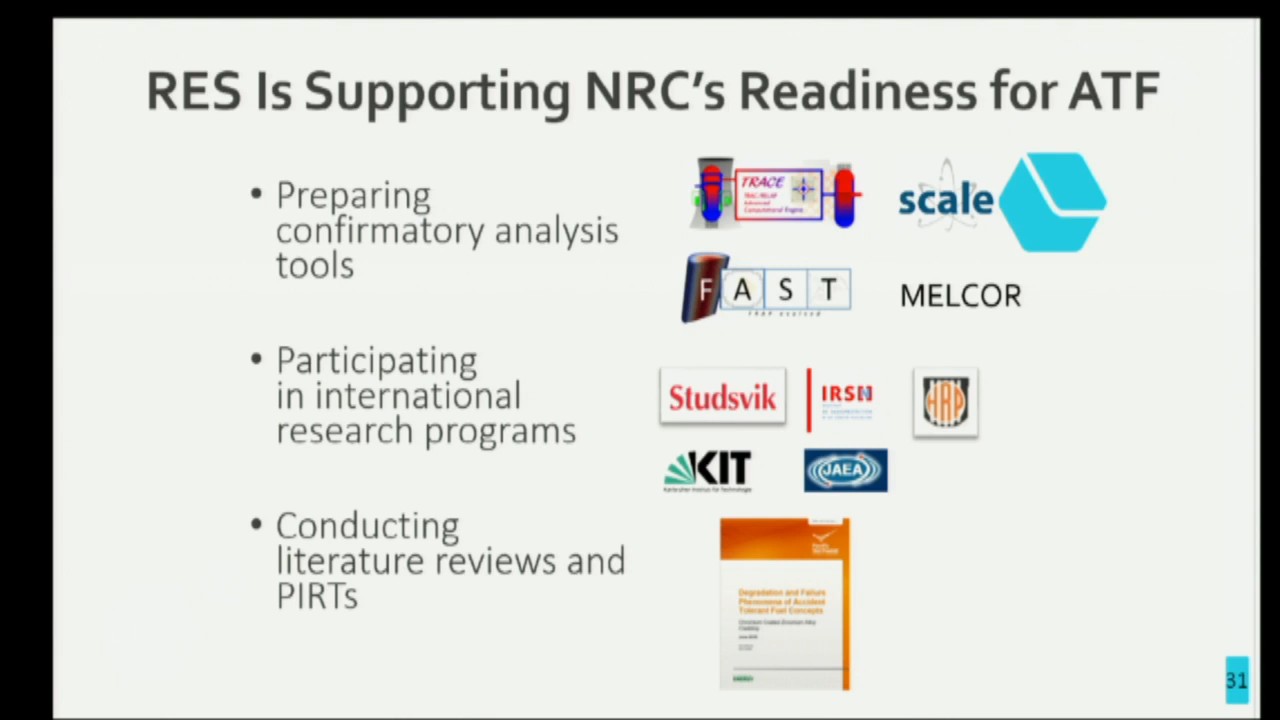 RES Is Supporting NRC’s Readiness for ATF
• Preparing
confirmatory analysis
tools
TRACE
scale
F A S T
MELCOR
• Participating
in international
research programs
Studsvik
IRSN
HRP
KIT
JAEA
• Conducting
literature reviews and
PIRTs
Degradation and Failure
Phenomena of Accident
Tolerant Fuel Concepts
31